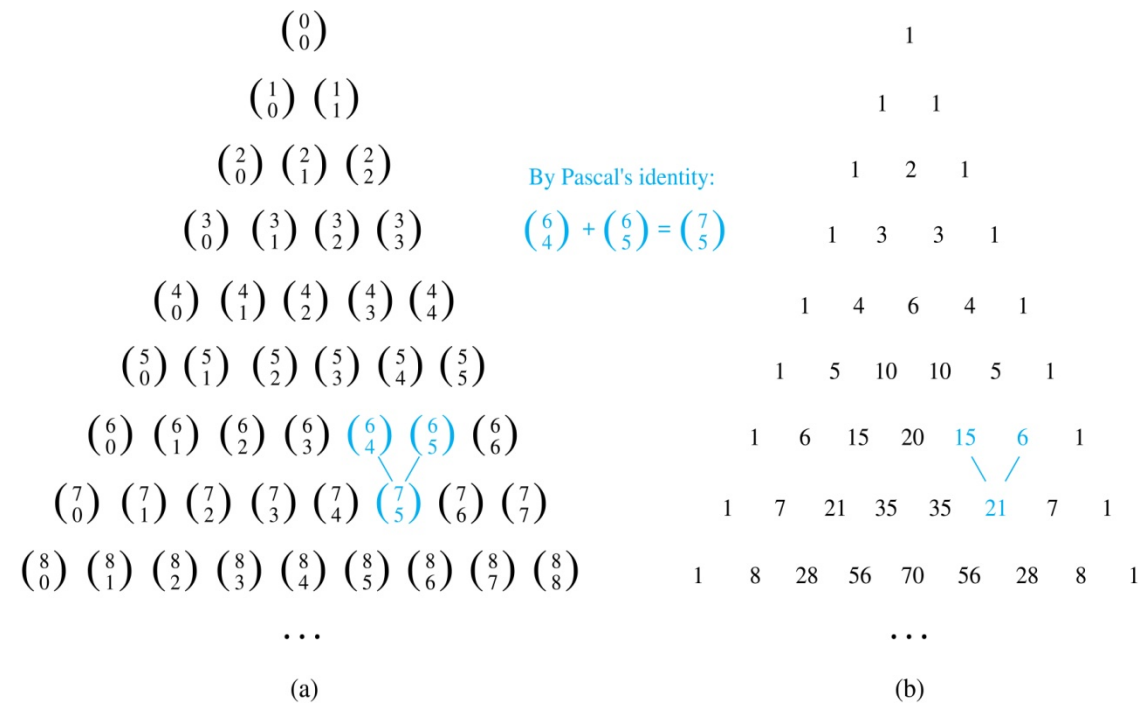 (0 0)
(1 0) (1 1)
(2 0) (2 1) (2 2)
(3 0) (3 1) (3 2) (3 3)
(4 0) (4 1) (4 2) (4 3) (4 4)
(5 0) (5 1) (5 2) (5 3) (5 4) (5 5)
(6 0) (6 1) (6 2) (6 3) (6 4) (6 5) (6 6)
(7 0) (7 1) (7 2) (7 3) (7 4) (7 5) (7 6) (7 7)
(8 0) (8 1) (8 2) (8 3) (8 4) (8 5) (8 6) (8 7) (8 8)
...
(a)
By Pascal's identity:
(6 4) + (6 5) = (7 5)
1
1 1
1 2 1
1 3 3 1
1 4 6 4 1
1 5 10 10 5 1
1 6 15 20 15 6 1
1 7 21 35 35 21 7 1
1 8 28 56 70 56 28 8 1
...
(b)